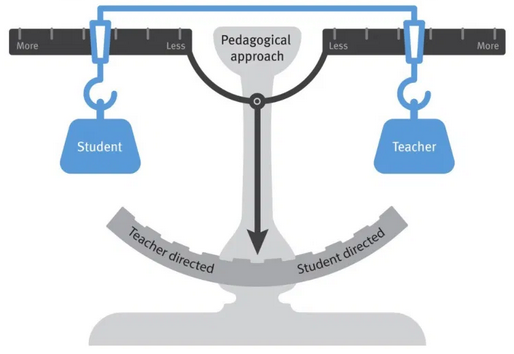 Pedagogical
approach
More
Less
Less
More
Student
Teacher
Teacher directed
Student directed